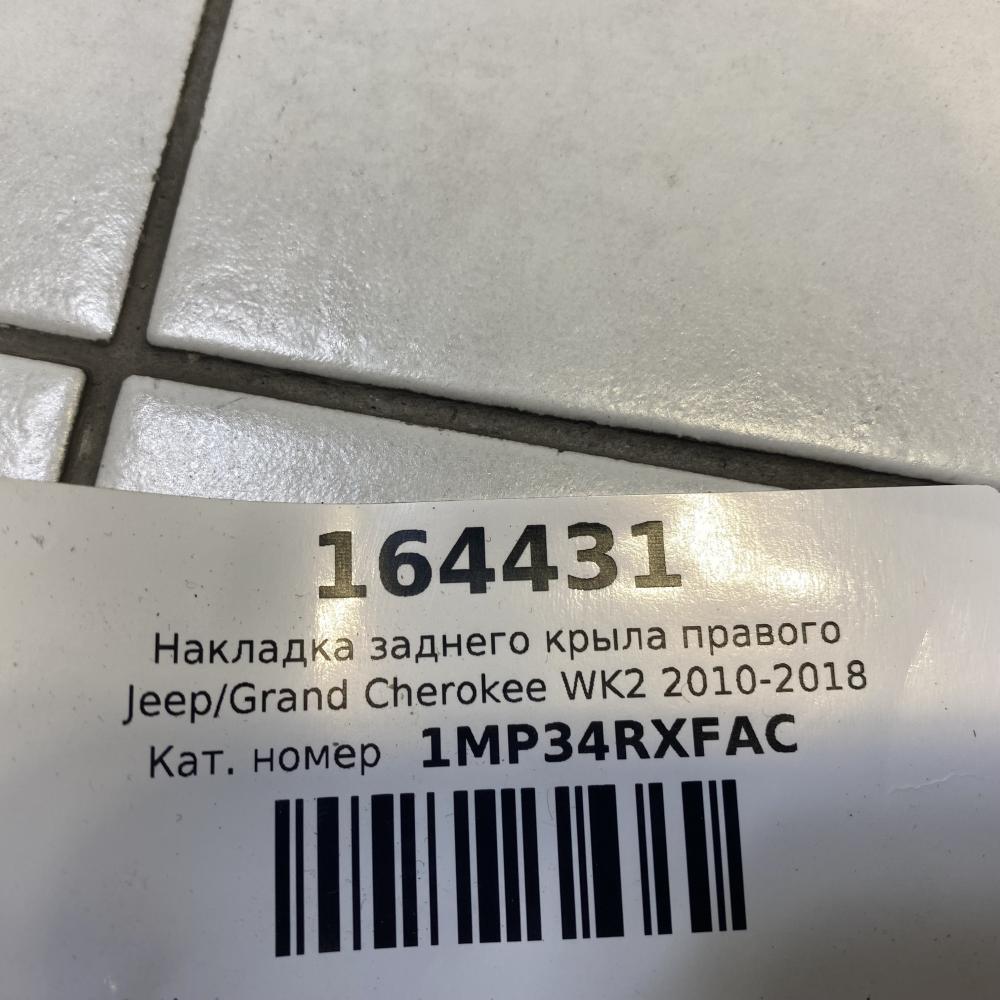 164431
Накладка заднего крыла правого
Jeep/Grand Cherokee WK2 2010-2018
Кат. номер 1MP34RXFAC